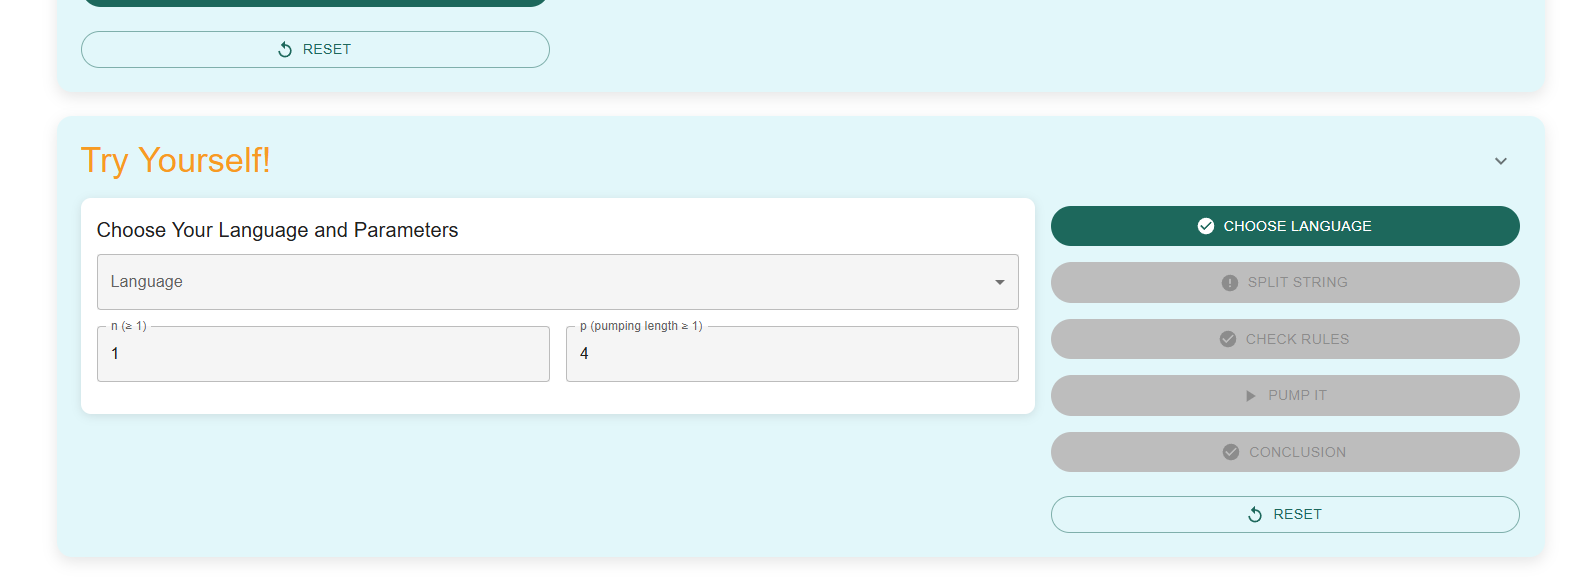 RESET
Try Yourself!
Choose Your Language and Parameters
Language
n (≥ 1)
1
p (pumping length ≥ 1)
4
CHOOSE LANGUAGE
SPLIT STRING
CHECK RULES
PUMP IT
CONCLUSION
RESET